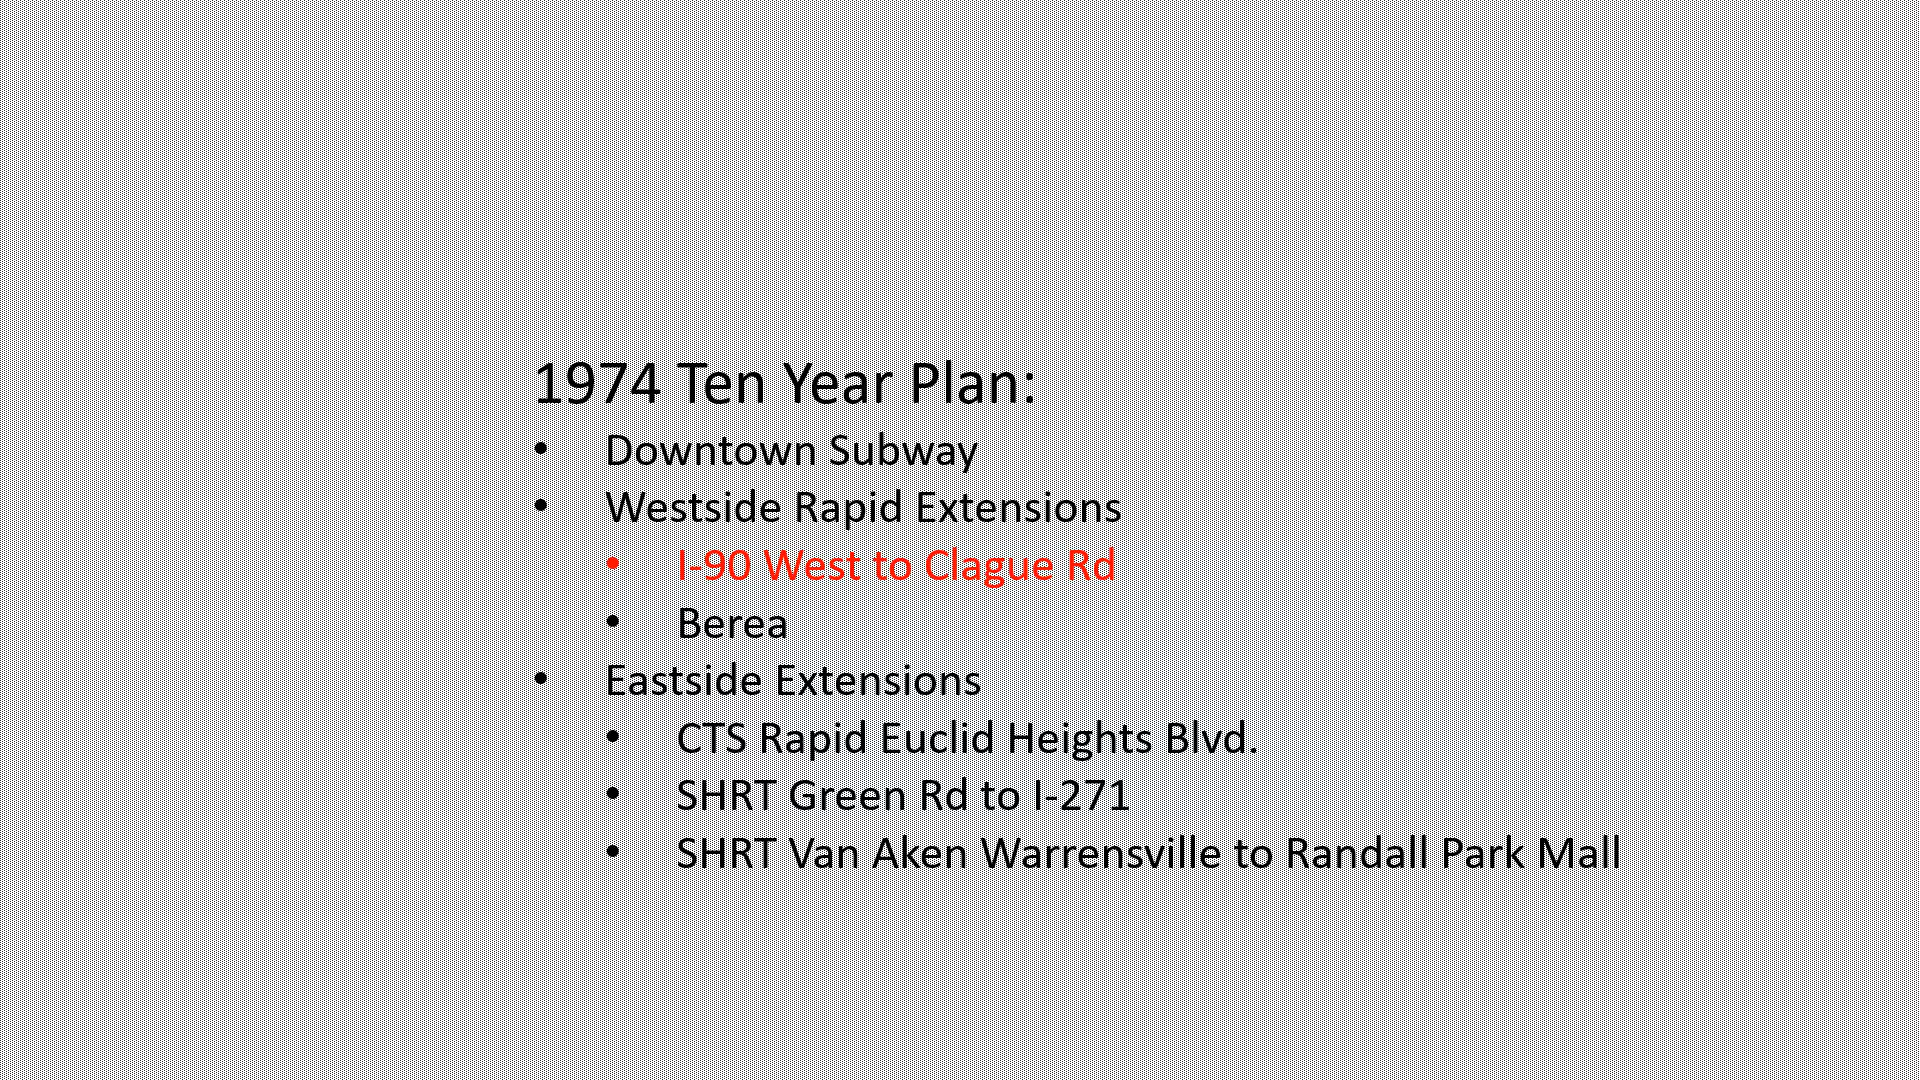 1974 Ten Year Plan:
• Downtown Subway
• Westside Rapid Extensions
• I-90 West to Clague Rd
• Berea
• Eastside Extensions
• CTS Rapid Euclid Heights Blvd.
• SHRT Green Rd to I-271
• SHRT Van Aken Warrensville to Randall Park Mall